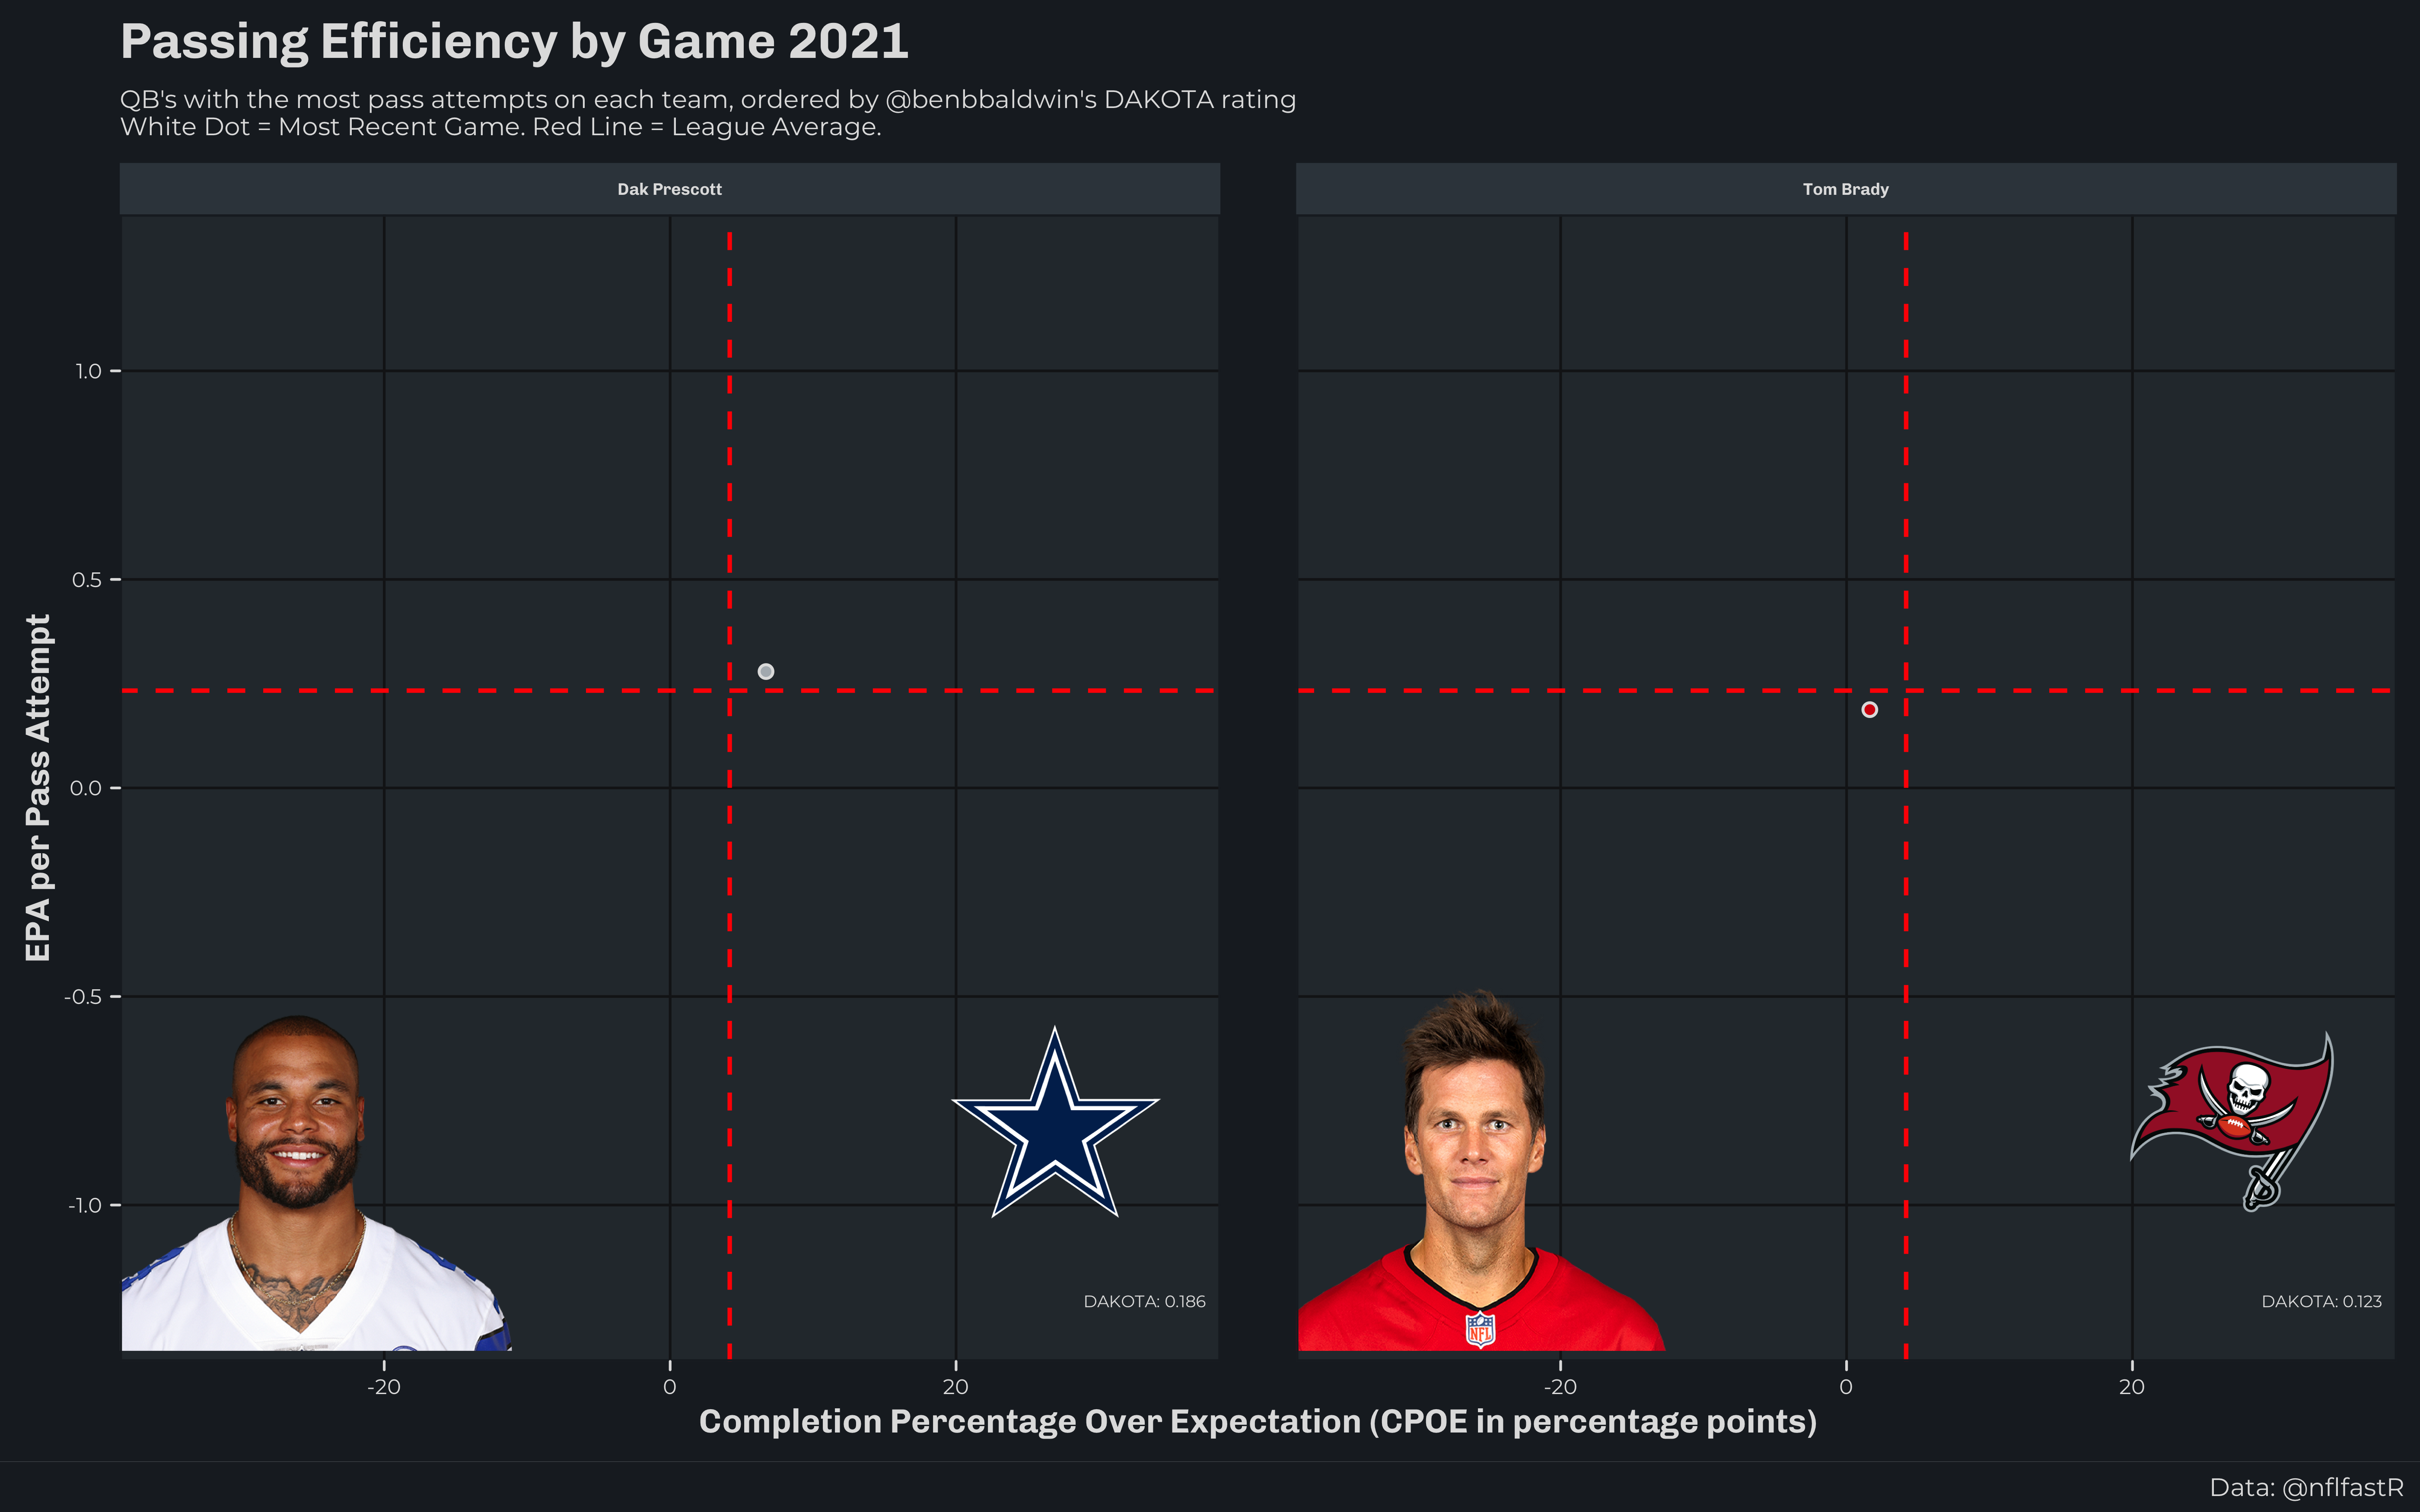 Passing Efficiency by Game 2021
QB's with the most pass attempts on each team, ordered by @benbbaldwin's DAKOTA rating
White Dot = Most Recent Game. Red Line = League Average.
Dak Prescott
Tom Brady
EPA per Pass Attempt
1.0
0.5
0.0
-0.5
-1.0
NFL
DAKOTA: 0.186
DAKOTA: 0.123
-20
0
20
-20
0
20
Completion Percentage Over Expectation (CPOE in percentage points)
Data: @nflfastR